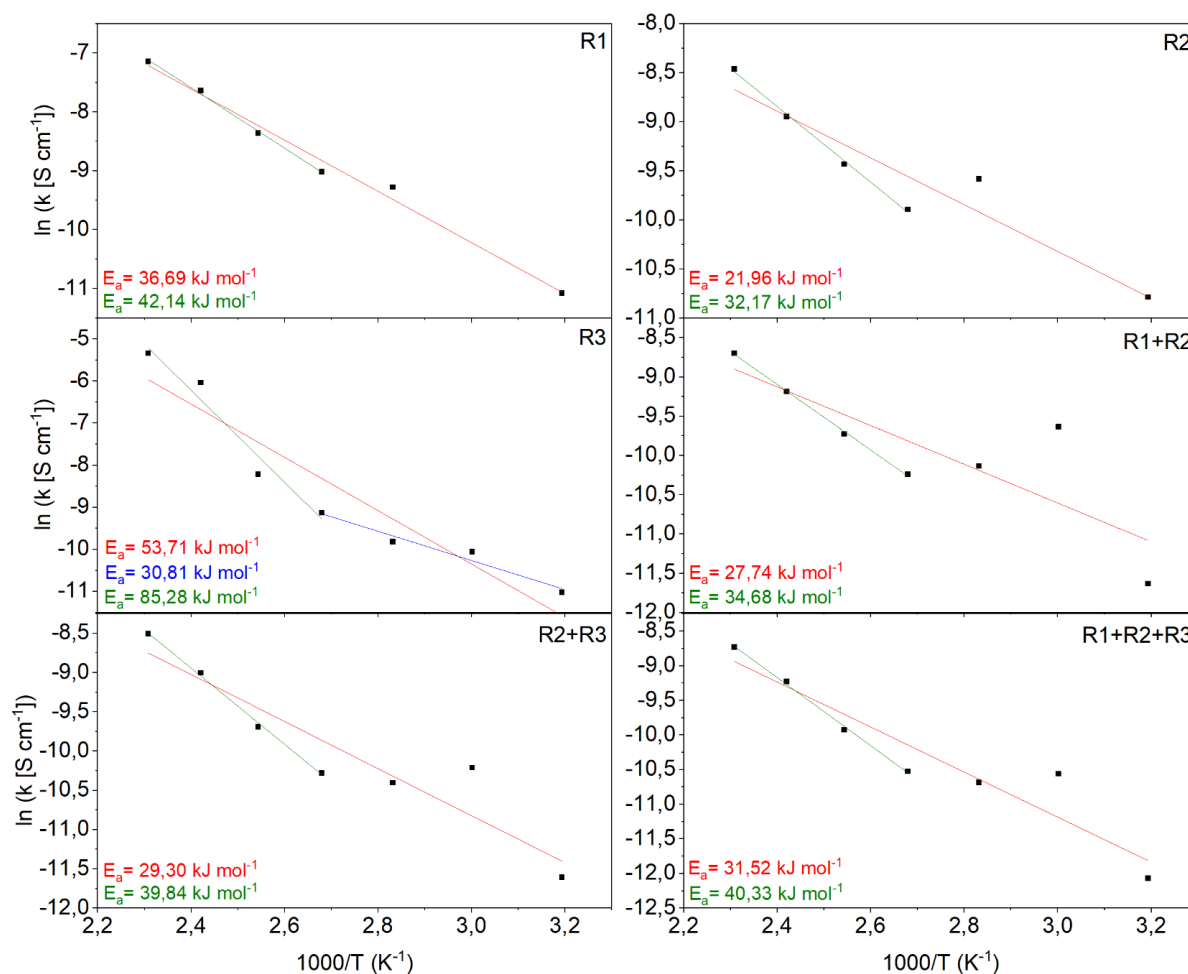 R1
-7
-8
-9
-10
-11
ln (k [S cm⁻¹])
Eₐ= 36,69 kJ mol⁻¹
Eₐ= 42,14 kJ mol⁻¹
R2
-8,0
-8,5
-9,0
-9,5
-10,0
-10,5
-11,0
Eₐ= 21,96 kJ mol⁻¹
Eₐ= 32,17 kJ mol⁻¹
R3
-5
-6
-7
-8
-9
-10
-11
ln (k [S cm⁻¹])
Eₐ= 53,71 kJ mol⁻¹
Eₐ= 30,81 kJ mol⁻¹
Eₐ= 85,28 kJ mol⁻¹
R1+R2
-8,5
-9,0
-9,5
-10,0
-10,5
-11,0
-11,5
-12,0
Eₐ= 27,74 kJ mol⁻¹
Eₐ= 34,68 kJ mol⁻¹
R2+R3
-8,5
-9,0
-9,5
-10,0
-10,5
-11,0
-11,5
-12,0
ln (k [S cm⁻¹])
Eₐ= 29,30 kJ mol⁻¹
Eₐ= 39,84 kJ mol⁻¹
2,2 2,4 2,6 2,8 3,0 3,2
1000/T (K⁻¹)
R1+R2+R3
-8,5
-9,0
-9,5
-10,0
-10,5
-11,0
-11,5
-12,0
-12,5
Eₐ= 31,52 kJ mol⁻¹
Eₐ= 40,33 kJ mol⁻¹
2,2 2,4 2,6 2,8 3,0 3,2
1000/T (K⁻¹)